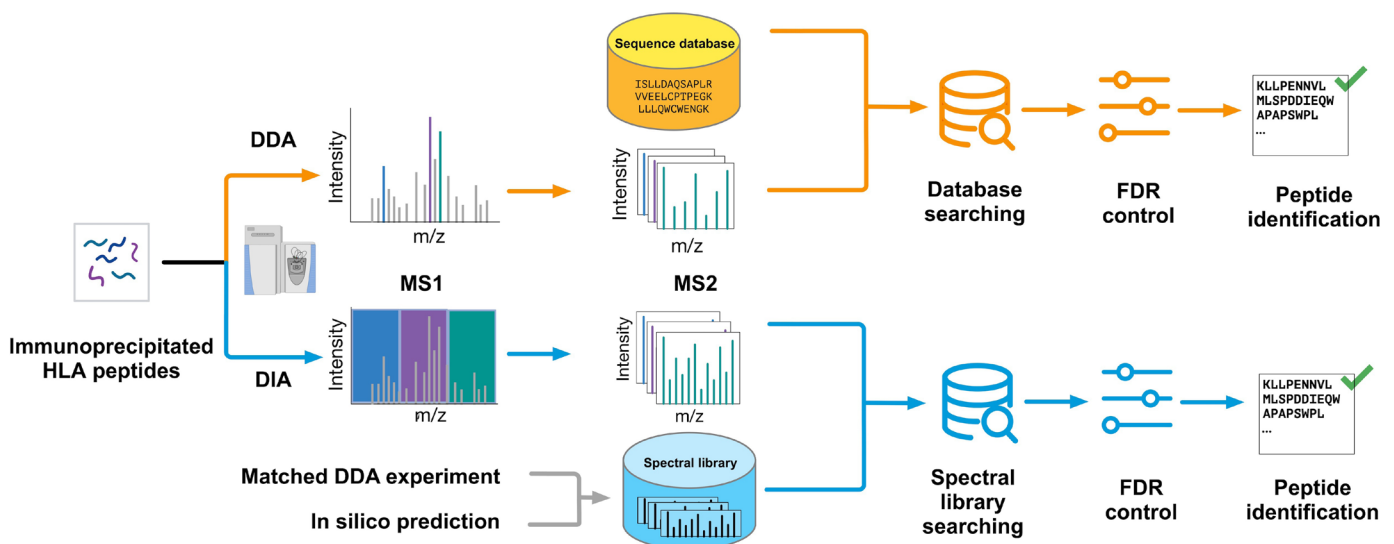 Sequence database
ISLLDAQSAPLR
VVEELCPTPEGK
LLLQWCWENGK
DDA
Intensity
m/z
Intensity
m/z
Database
searching
FDR
control
KLLPENNVL
MLSPDDIEQW
APAPSWPL
...
Peptide
identification
Immunoprecipitated
HLA peptides
MS1
MS2
DIA
Intensity
m/z
Intensity
m/z
Matched DDA experiment
In silico prediction
Spectral library
Spectral
library
searching
FDR
control
KLLPENNVL
MLSPDDIEQW
APAPSWPL
...
Peptide
identification